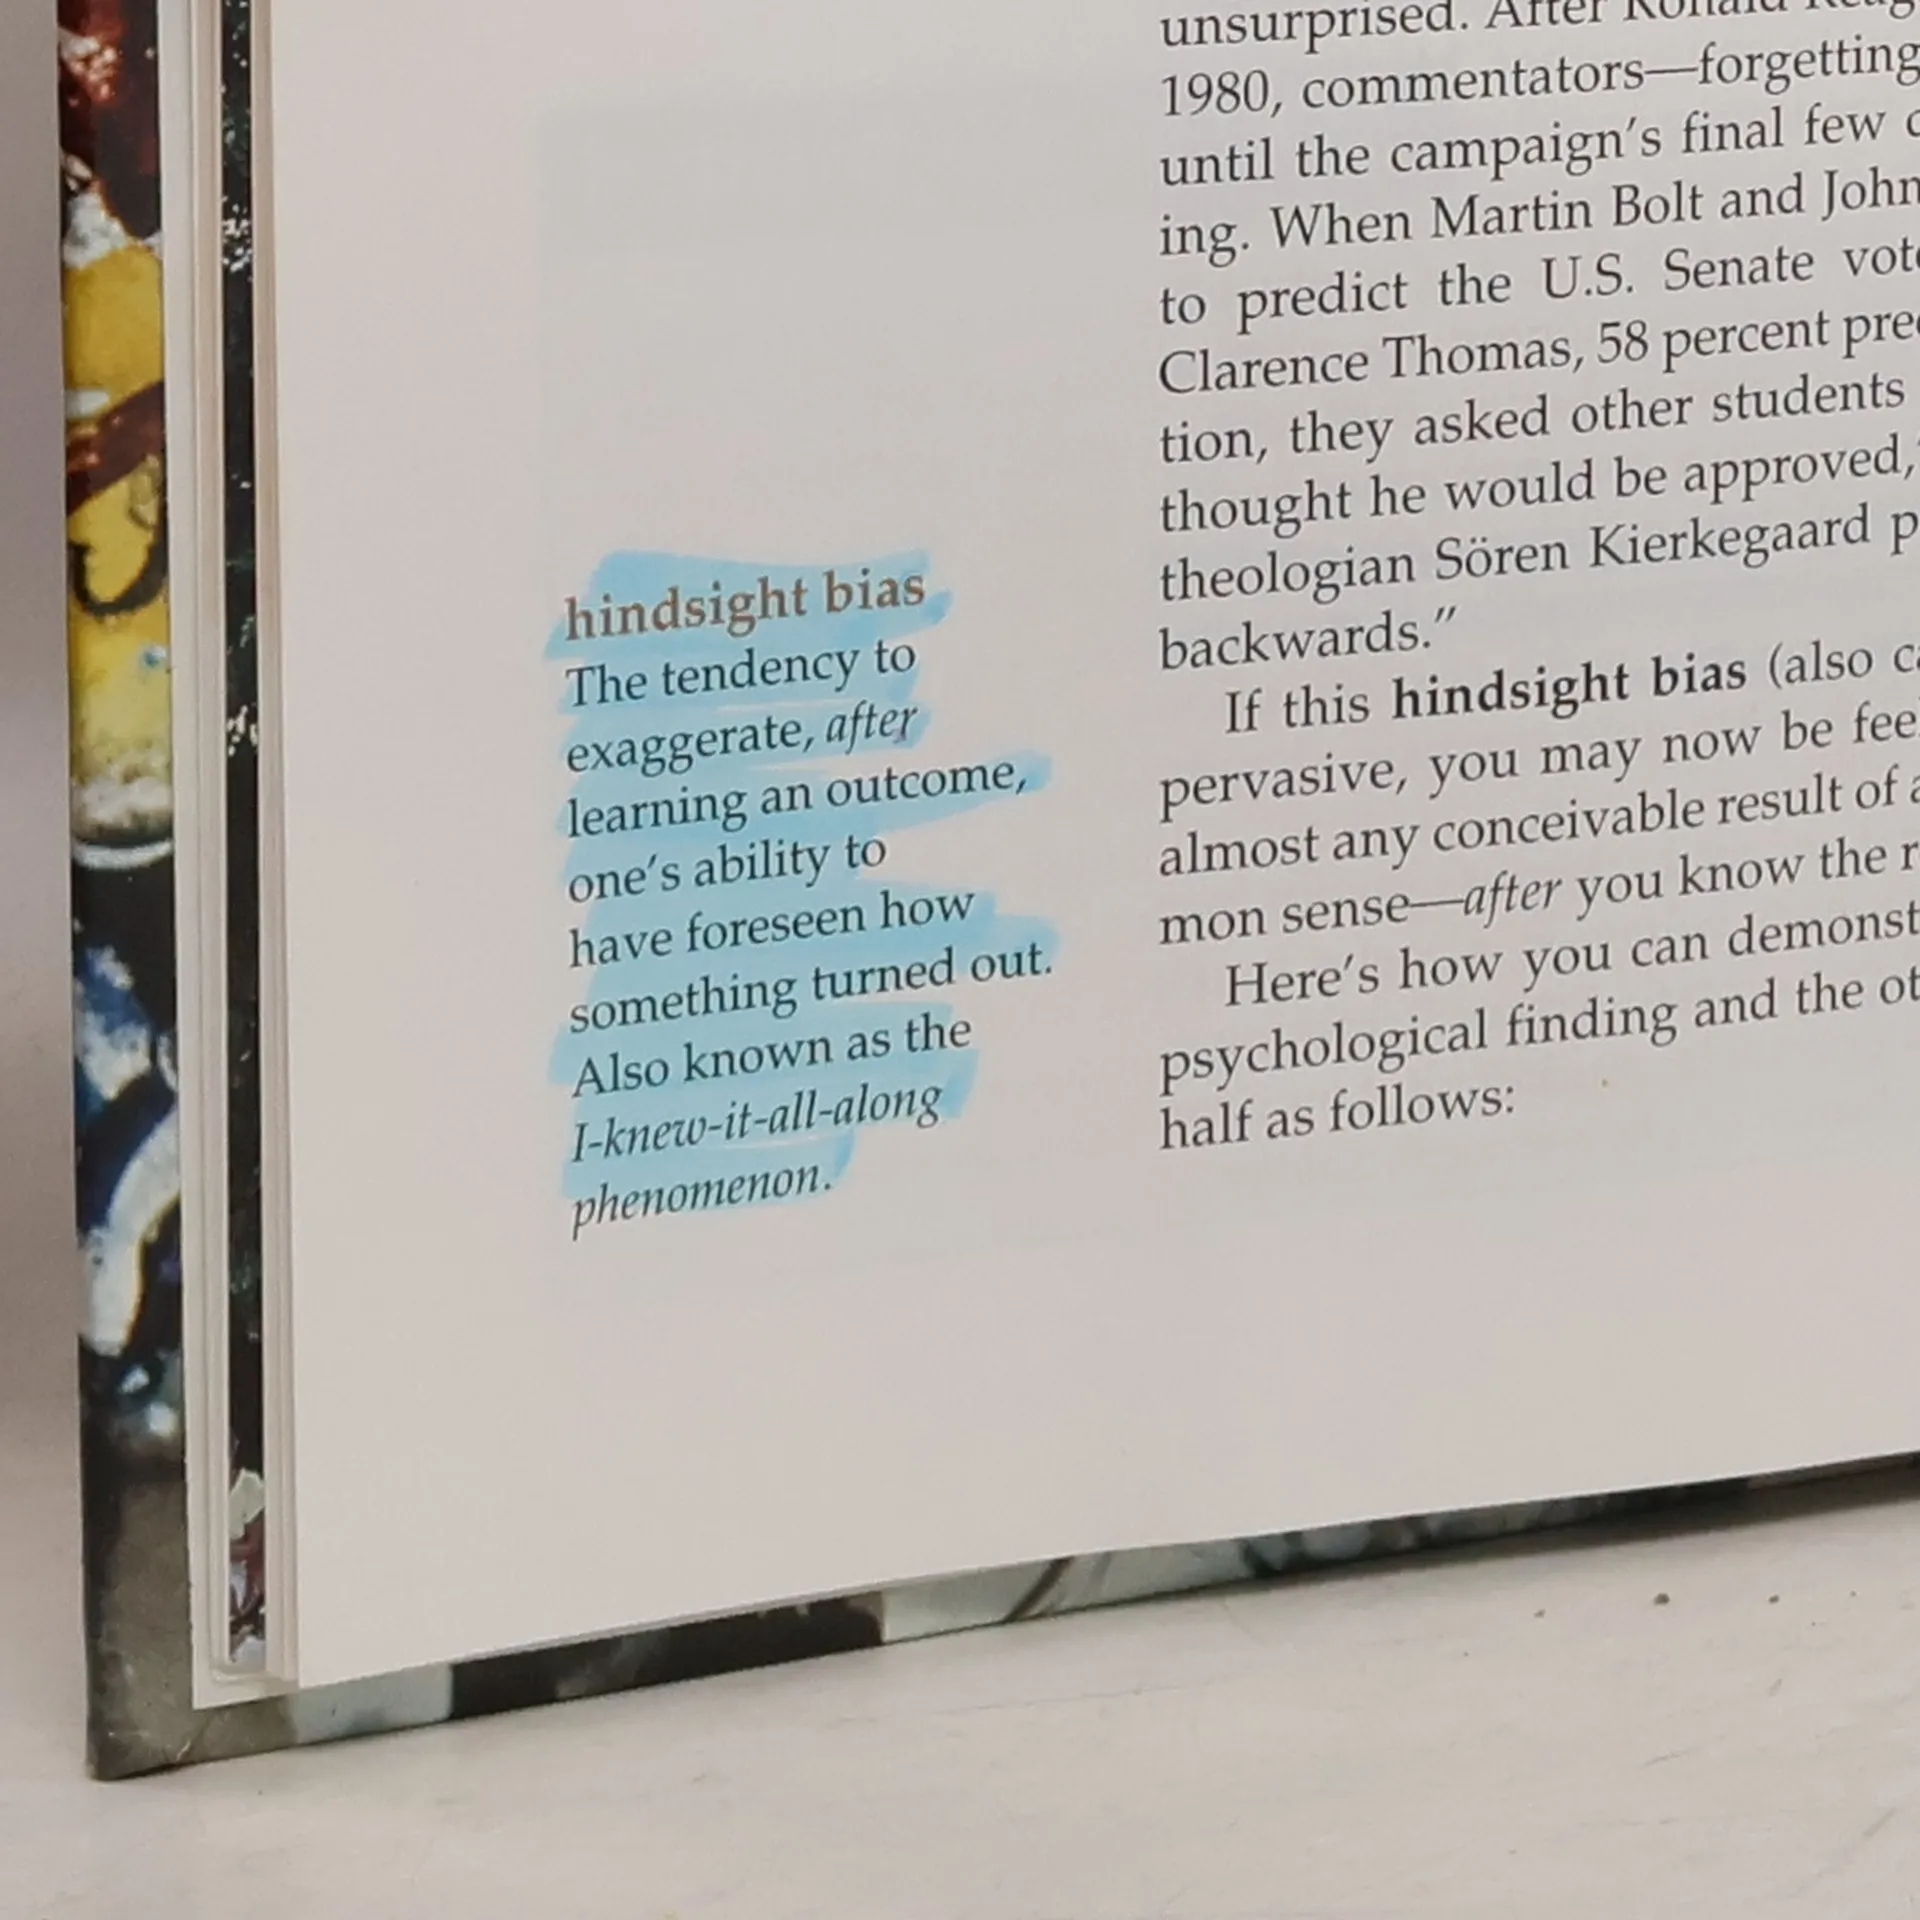 hindsight bias
The tendency to
exaggerate, after
learning an outcome,
one's ability to
have foreseen how
something turned out.
Also known as the
I-knew-it-all-along
phenomenon.
unsurprised. After Ronald
1980, commentators—forgetting
until the campaign's final few
ing. When Martin Bolt and John
to predict the U.S. Senate
Clarence Thomas, 58 percent
tion, they asked other students
thought he would be approved,
theologian Sören Kierkegaard
backwards."
If this hindsight bias (also
pervasive, you may now be
almost any conceivable result of
mon sense—after you know the
Here's how you can
psychological finding and the
half as follows: